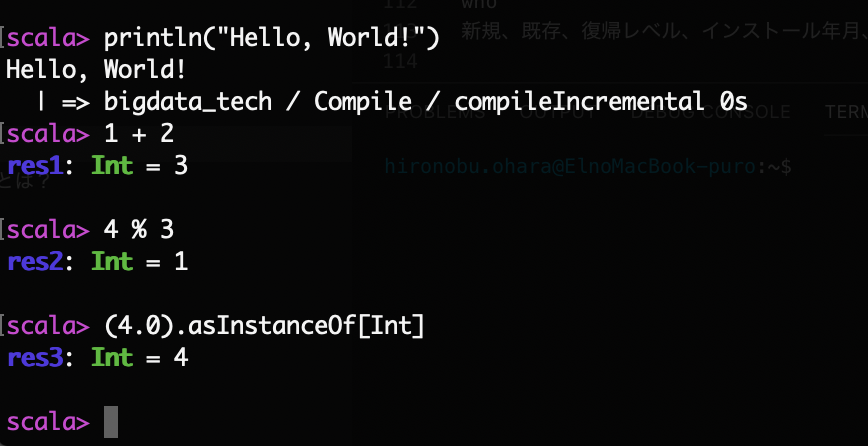 112 who
113 新規、既存、復帰レベル、インストール年月、
114
PROBLEMS OUTPUT DEBUG CONSOLE TERM
hironobu.ohara@ElnoMacBook-puro:~$
とは？
scala> println("Hello, World!")
Hello, World!
| => bigdata_tech / Compile / compileIncremental 0s
scala> 1 + 2
res1: Int = 3
scala> 4 % 3
res2: Int = 1
scala> (4.0).asInstanceOf[Int]
res3: Int = 4
scala>